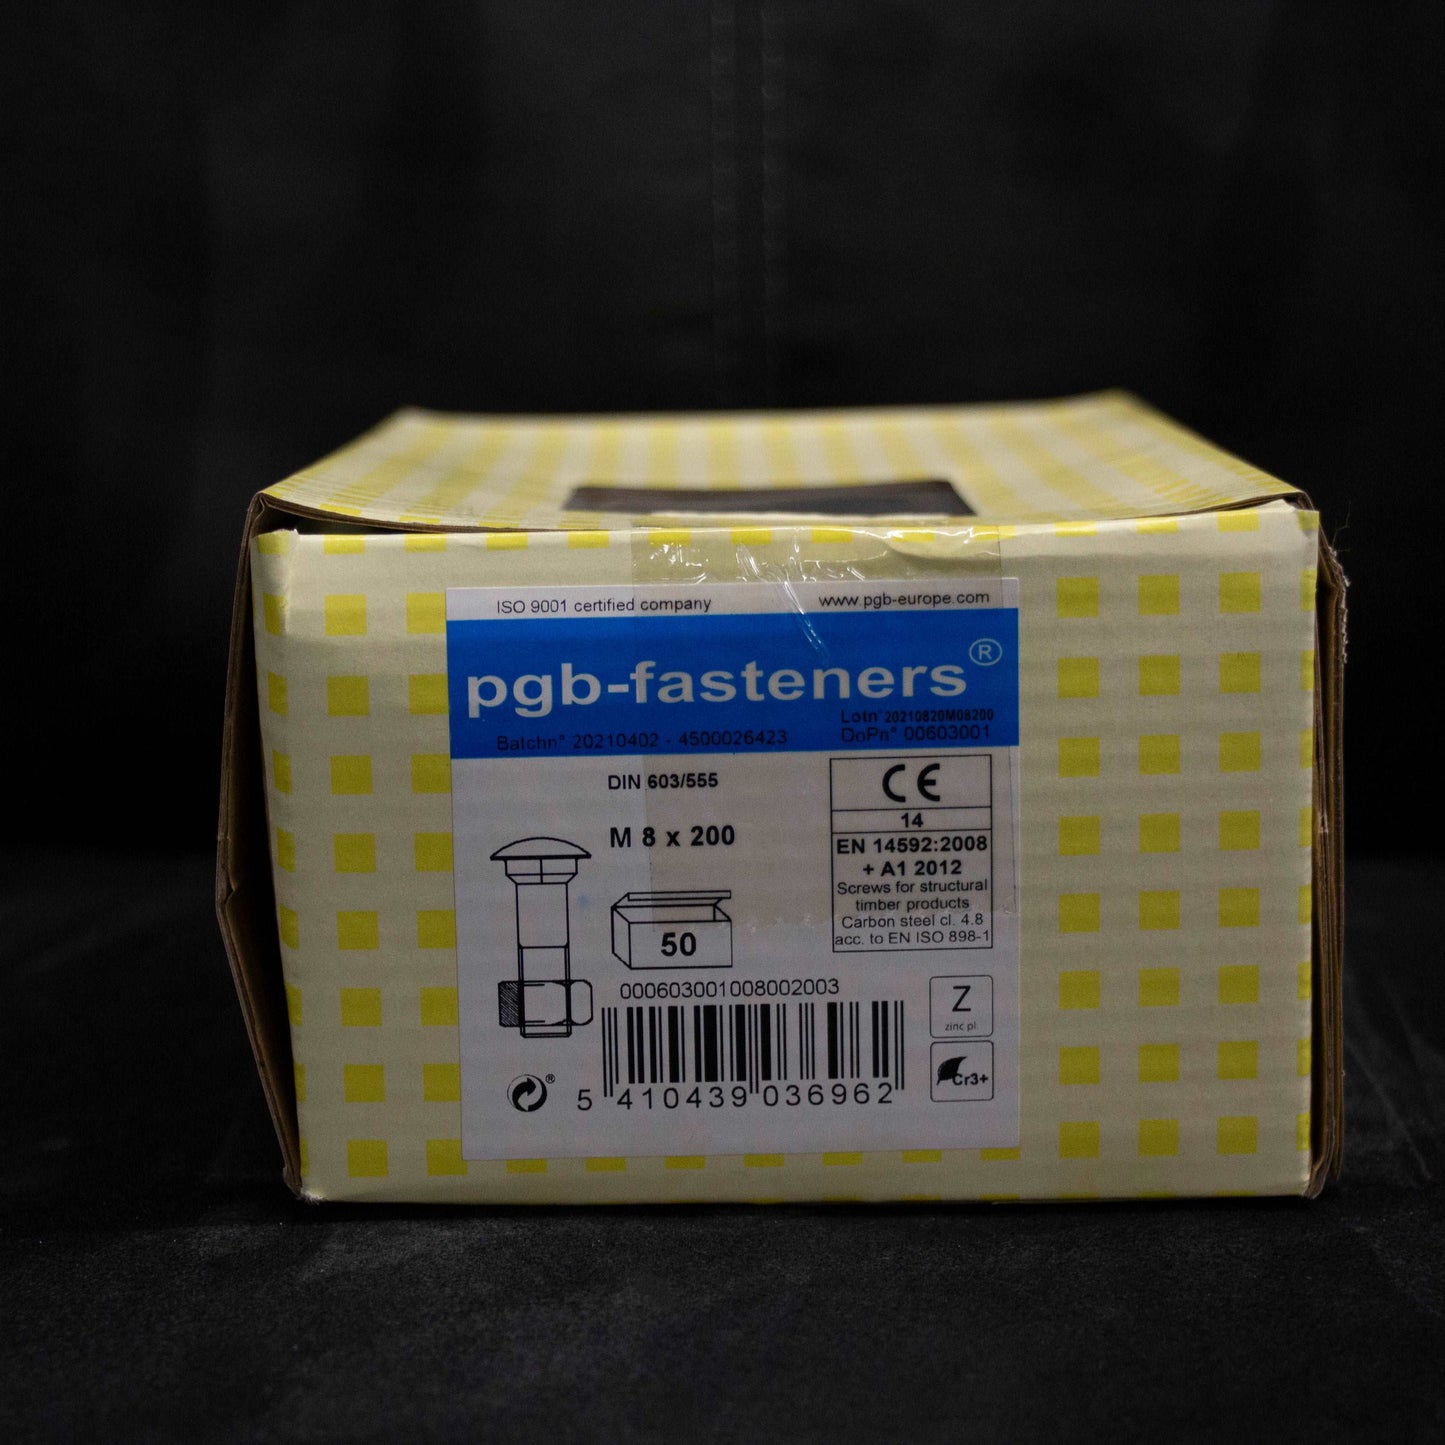 ISO 9001 certified company
www.pgb-europe.com
pgb-fasteners®
Lotn° 20210820M08200
Batchn° 20210402 - 4500026423
DoPn° 00603001
DIN 603/555
M 8 x 200
50
CE
14
EN 14592:2008
+ A1 2012
Screws for structural
timber products
Carbon steel cl. 4.8
acc. to EN ISO 898-1
000603001008002003
Z
zinc pl.
Cr3+
®
5 410439 036962